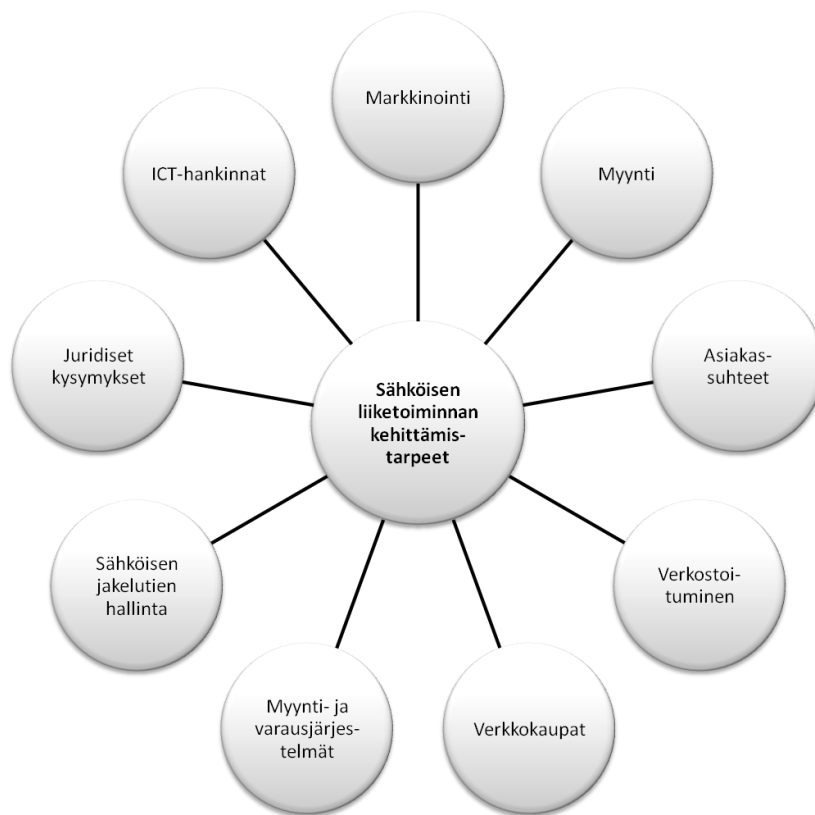 Markkinointi
Myynti
Asiakas-
suhteet
Verkostoi-
tuminen
Verkkokaupat
Myynti- ja
varausjärjes-
telmät
Sähköisen
jakelutien
hallinta
Juridiset
kysymykset
ICT-hankinnat
Sähköisen
liiketoiminnan
kehittämis-
tarpeet